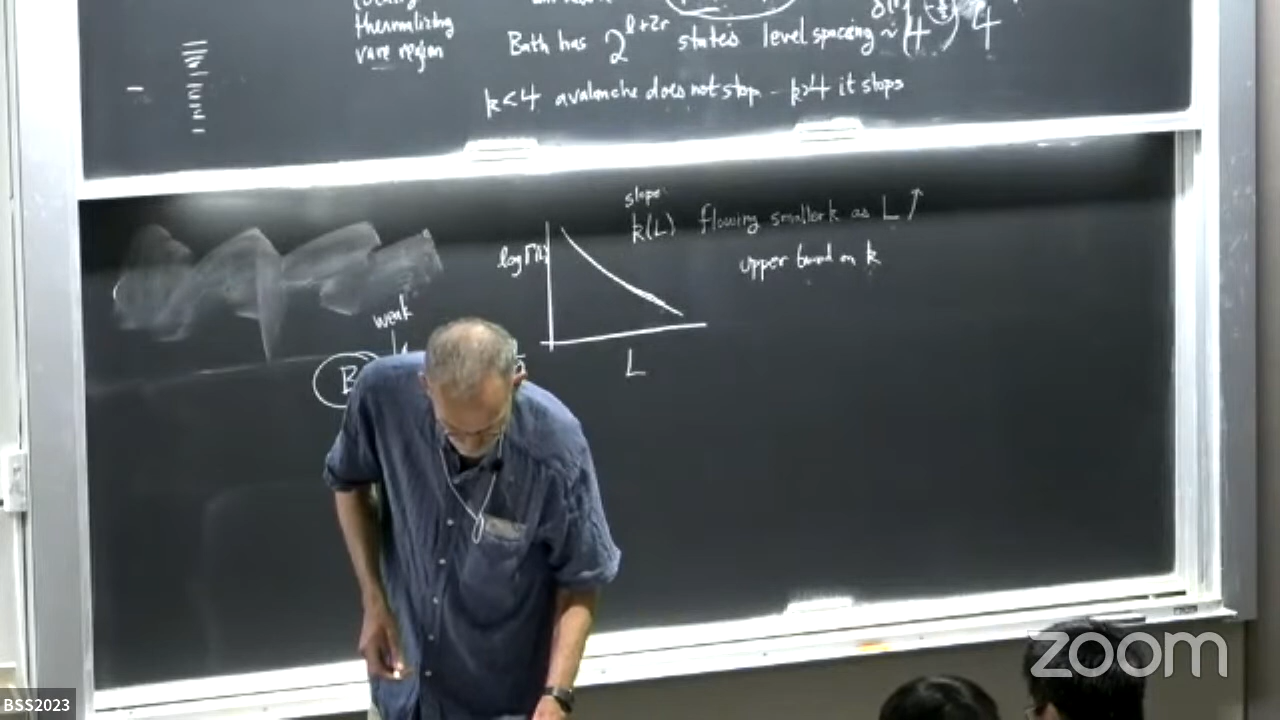 thermalizing
rare region
Bath has 2^{l+2r} states level spacing ~
k<4 avalanche does not stop - k>4 it stops
slope
k(L) flowing smaller k as L ↑
upper bound on k
log
L
weak
B
zoom
BSS2023